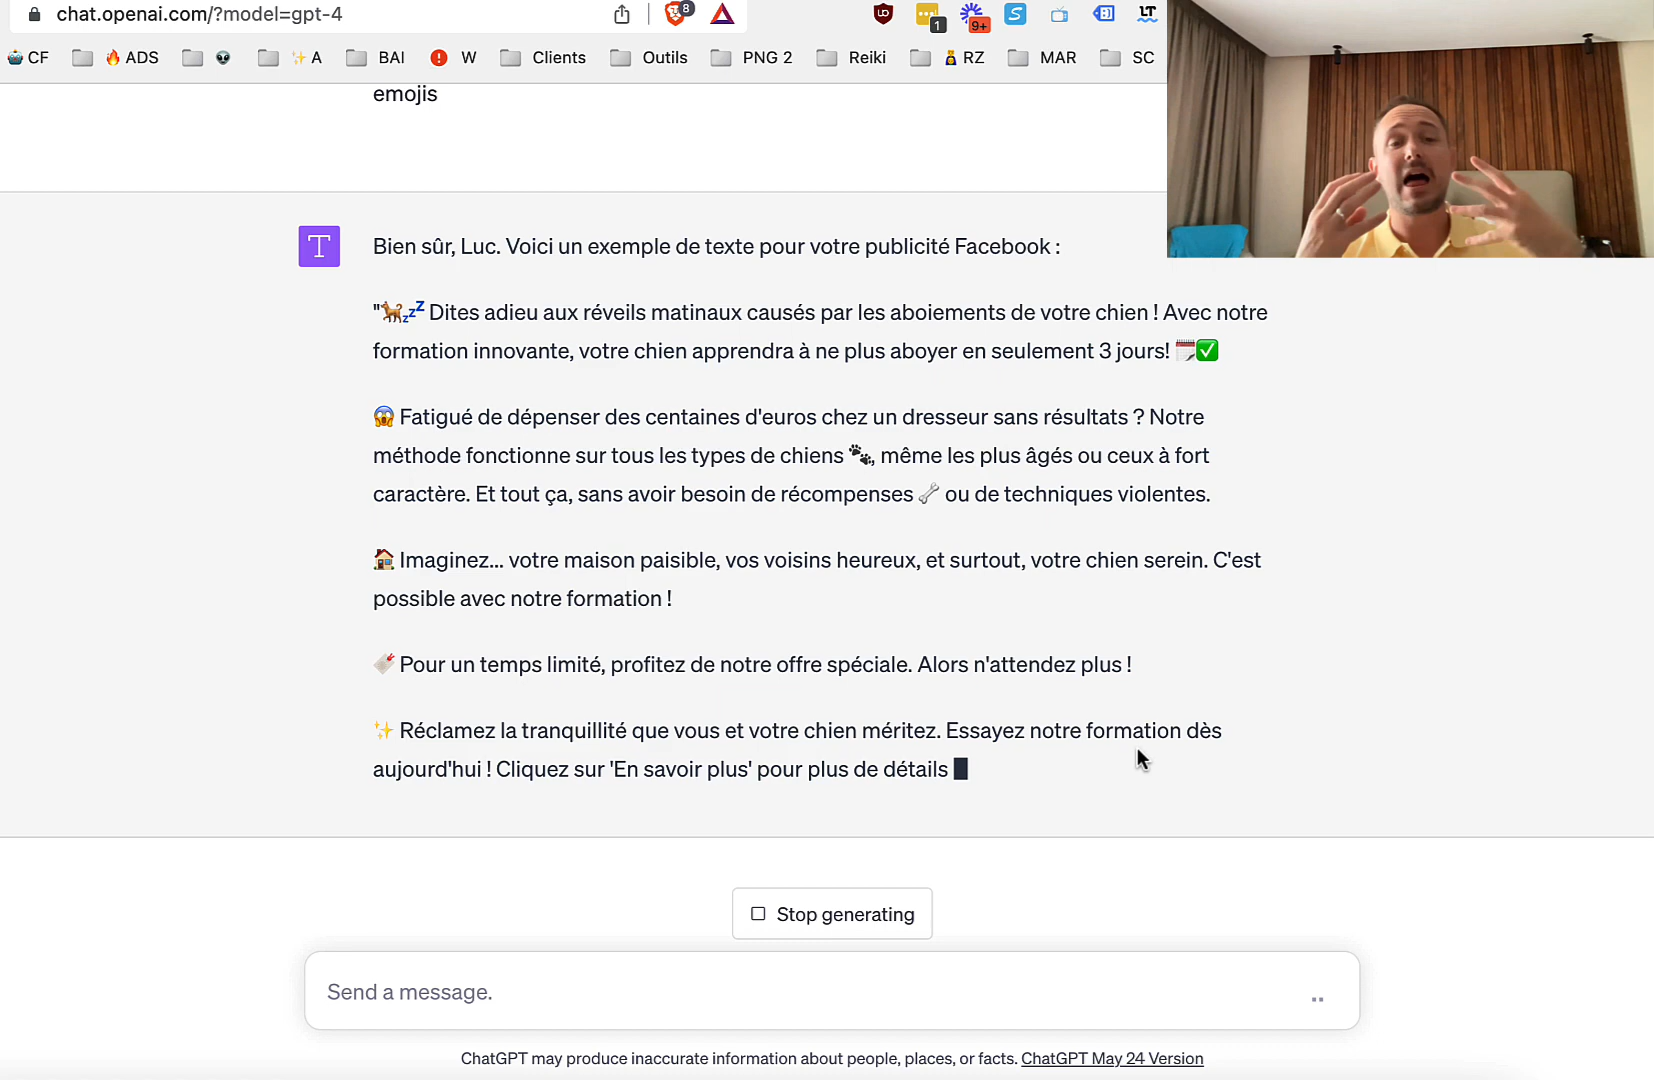 chat.openai.com/?model=gpt-4
8
1
9+
S
LT
CF
ADS
A
BAI
W
Clients
Outils
PNG 2
Reiki
RZ
MAR
SC
emojis
T
Bien sûr, Luc. Voici un exemple de texte pour votre publicité Facebook :
"🐕💤 Dites adieu aux réveils matinaux causés par les aboiements de votre chien ! Avec notre
formation innovante, votre chien apprendra à ne plus aboyer en seulement 3 jours! 🗓️✅
😱 Fatigué de dépenser des centaines d'euros chez un dresseur sans résultats ? Notre
méthode fonctionne sur tous les types de chiens 🐾, même les plus âgés ou ceux à fort
caractère. Et tout ça, sans avoir besoin de récompenses 🦴 ou de techniques violentes.
🏠 Imaginez... votre maison paisible, vos voisins heureux, et surtout, votre chien serein. C'est
possible avec notre formation !
Pour un temps limité, profitez de notre offre spéciale. Alors n'attendez plus !
✨ Réclamez la tranquillité que vous et votre chien méritez. Essayez notre formation dès
aujourd'hui ! Cliquez sur 'En savoir plus' pour plus de détails
Stop generating
Send a message.
ChatGPT may produce inaccurate information about people, places, or facts. ChatGPT May 24 Version